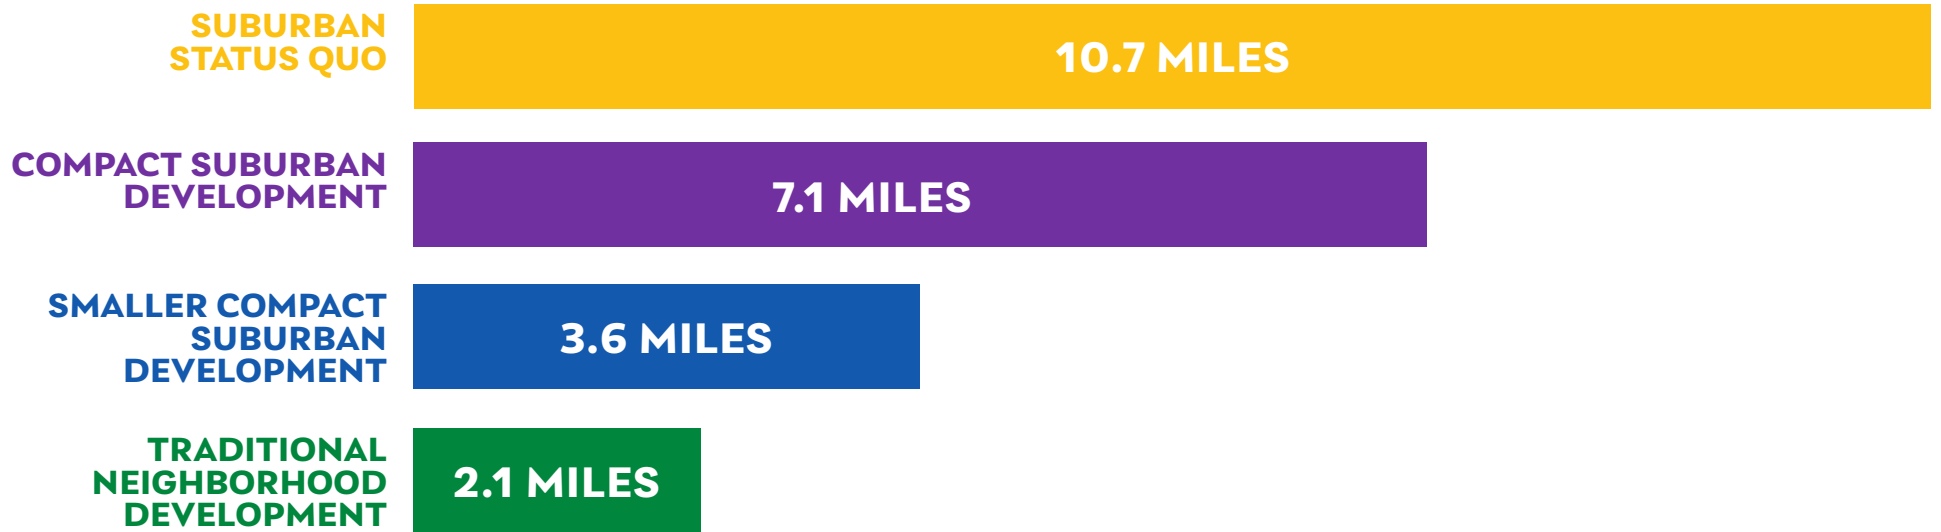 SUBURBAN
STATUS QUO
10.7 MILES
COMPACT SUBURBAN
DEVELOPMENT
7.1 MILES
SMALLER COMPACT
SUBURBAN
DEVELOPMENT
3.6 MILES
TRADITIONAL
NEIGHBORHOOD
DEVELOPMENT
2.1 MILES